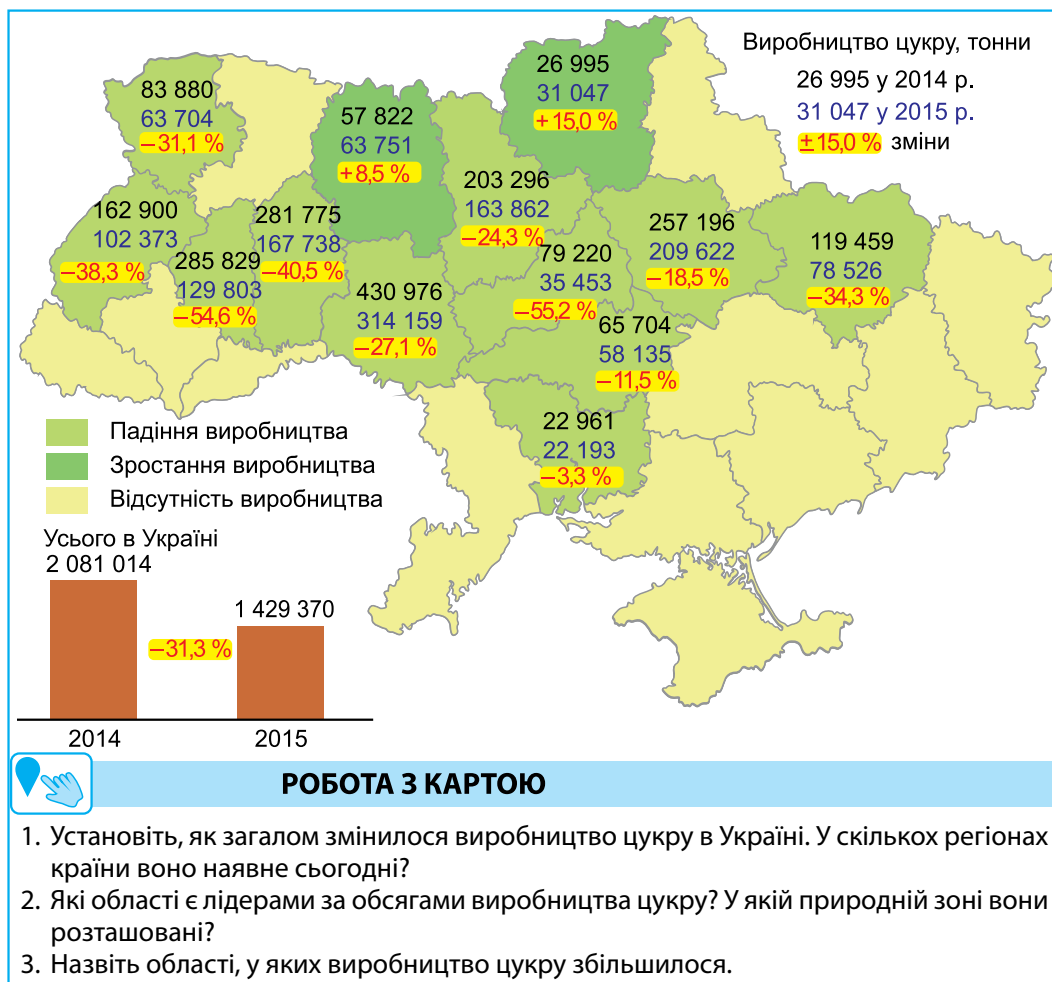 Виробництво цукру, тонни
26 995 у 2014 р.
31 047 у 2015 р.
±15,0 % зміни
83 880
63 704
−31,1 %
57 822
63 751
+8,5 %
26 995
31 047
+15,0 %
203 296
163 862
−24,3 %
162 900
102 373
−38,3 %
285 829
129 803
−54,6 %
281 775
167 738
−40,5 %
430 976
314 159
−27,1 %
79 220
35 453
−55,2 %
257 196
209 622
−18,5 %
119 459
78 526
−34,3 %
65 704
58 135
−11,5 %
22 961
22 193
−3,3 %
Падіння виробництва
Зростання виробництва
Відсутність виробництва
Усього в Україні
2 081 014
1 429 370
−31,3 %
2014
2015
РОБОТА З КАРТОЮ
1. Установіть, як загалом змінилося виробництво цукру в Україні. У скількох регіонах
країни воно наявне сьогодні?
2. Які області є лідерами за обсягами виробництва цукру? У якій природній зоні вони
розташовані?
3. Назвіть області, у яких виробництво цукру збільшилося.